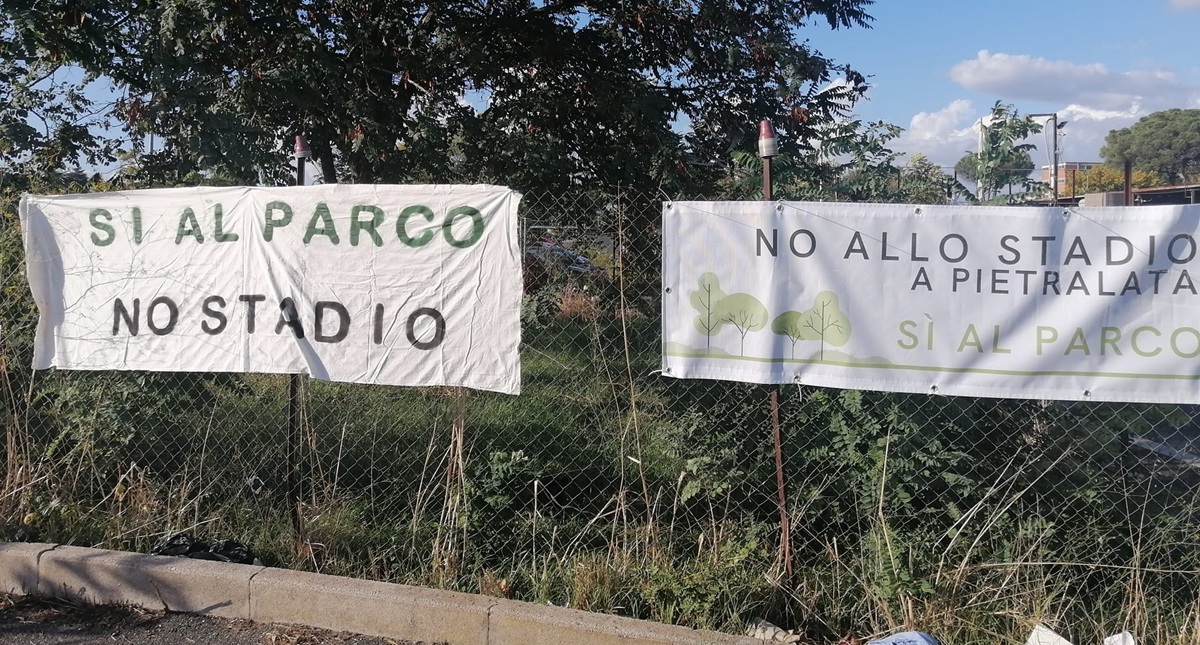 SI AL PARCO
NO STADIO
NO ALLO STADIO
A PIETRALATA
SÌ AL PARCO